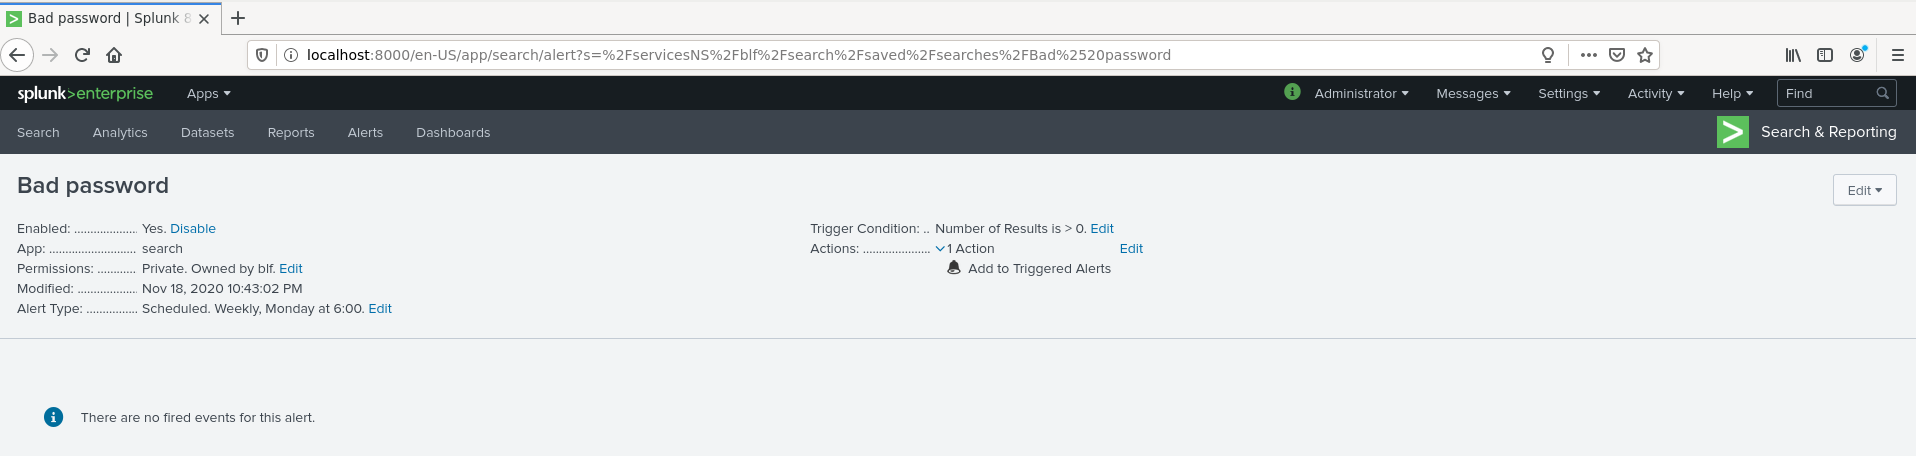 Bad password | Splunk 8
localhost:8000/en-US/app/search/alert?s=%2FservicesNS%2Fblf%2Fsearch%2Fsaved%2Fsearches%2FBad%2520password
splunk>enterprise Apps Administrator Messages Settings Activity Help Find
Search Analytics Datasets Reports Alerts Dashboards Search & Reporting
Bad password
Edit
Enabled: ................... Yes. Disable
App: .......................... search
Permissions: ............ Private. Owned by blf. Edit
Modified: .................. Nov 18, 2020 10:43:02 PM
Alert Type: ................ Scheduled. Weekly, Monday at 6:00. Edit
Trigger Condition: .. Number of Results is > 0. Edit
Actions: ..................... 1 Action Edit
Add to Triggered Alerts
There are no fired events for this alert.